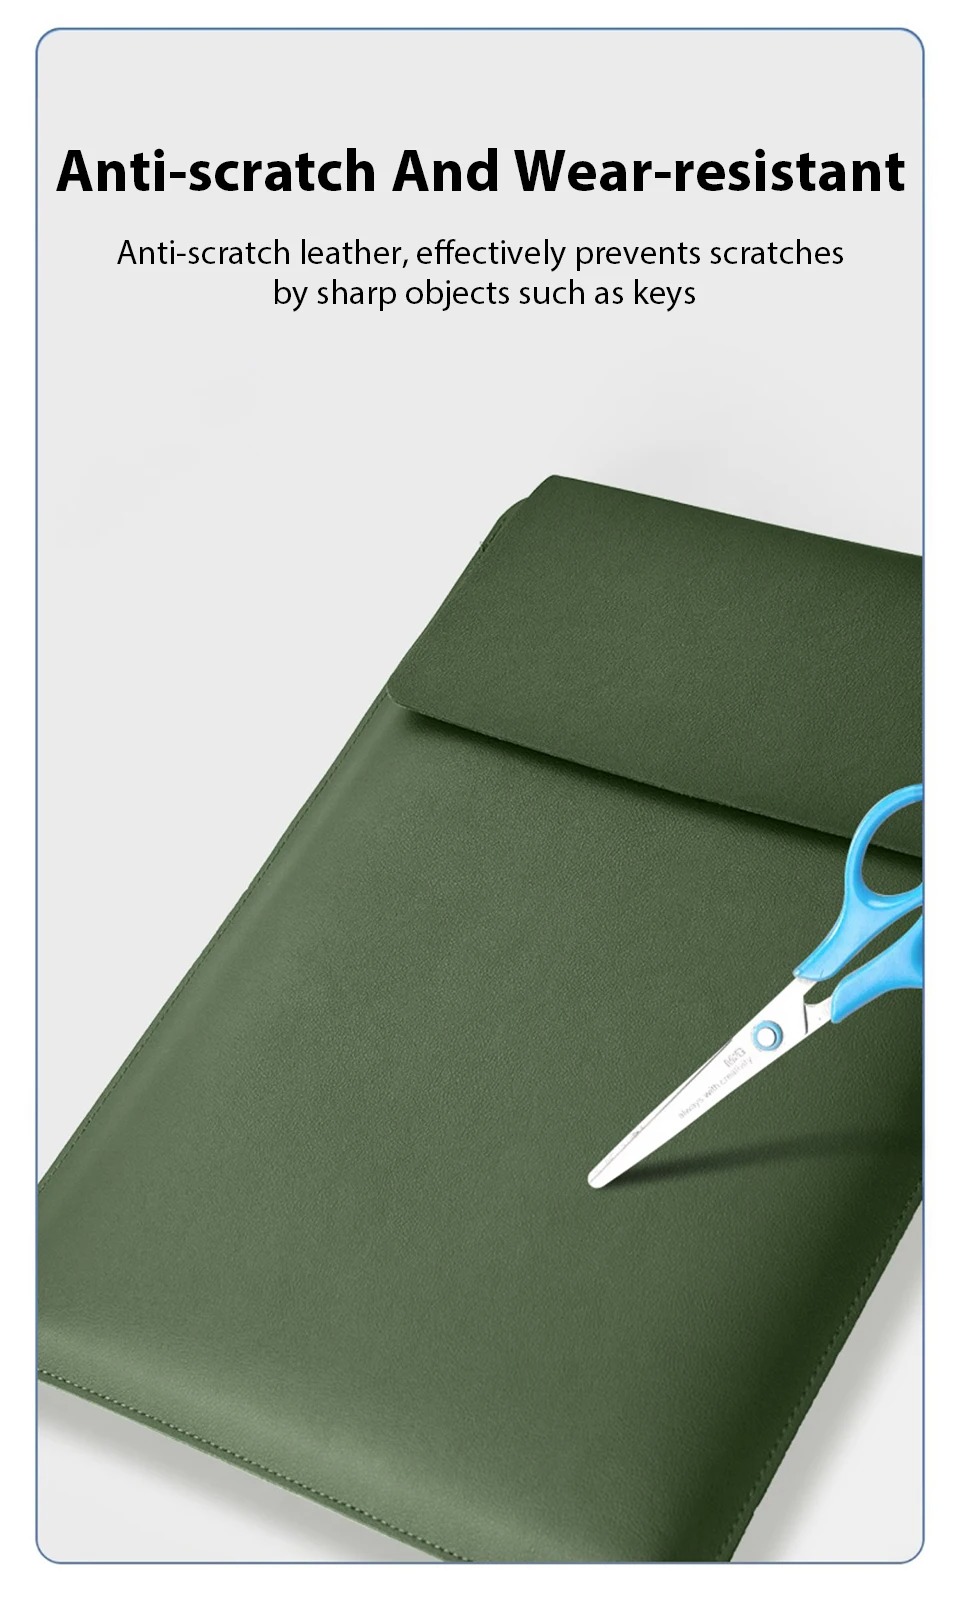 Anti-scratch And Wear-resistant
Anti-scratch leather, effectively prevents scratches
by sharp objects such as keys
always with creativity